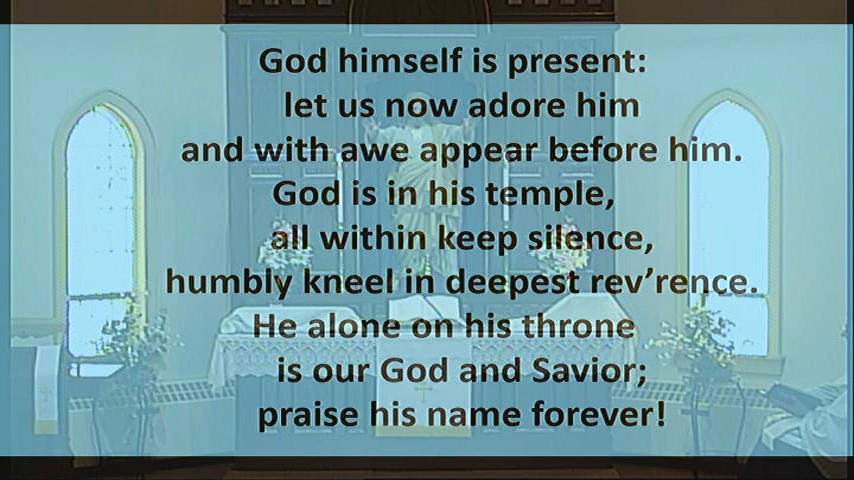 God himself is present:
let us now adore him
and with awe appear before him.
God is in his temple,
all within keep silence,
humbly kneel in deepest rev’rence.
He alone on his throne
is our God and Savior;
praise his name forever!